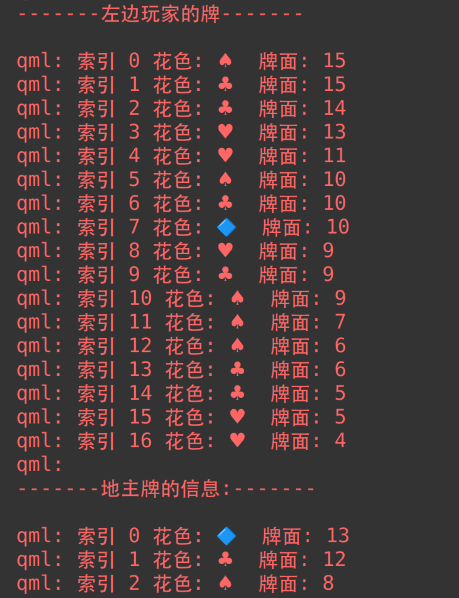 -------左边玩家的牌-------
qml: 索引 0 花色: ♠ 牌面: 15
qml: 索引 1 花色: ♣ 牌面: 15
qml: 索引 2 花色: ♣ 牌面: 14
qml: 索引 3 花色: ♥ 牌面: 13
qml: 索引 4 花色: ♥ 牌面: 11
qml: 索引 5 花色: ♠ 牌面: 10
qml: 索引 6 花色: ♣ 牌面: 10
qml: 索引 7 花色: 🔷 牌面: 10
qml: 索引 8 花色: ♥ 牌面: 9
qml: 索引 9 花色: ♣ 牌面: 9
qml: 索引 10 花色: ♠ 牌面: 9
qml: 索引 11 花色: ♠ 牌面: 7
qml: 索引 12 花色: ♠ 牌面: 6
qml: 索引 13 花色: ♣ 牌面: 6
qml: 索引 14 花色: ♣ 牌面: 5
qml: 索引 15 花色: ♥ 牌面: 5
qml: 索引 16 花色: ♥ 牌面: 4
qml:
-------地主牌的信息:-------
qml: 索引 0 花色: 🔷 牌面: 13
qml: 索引 1 花色: ♣ 牌面: 12
qml: 索引 2 花色: ♠ 牌面: 8